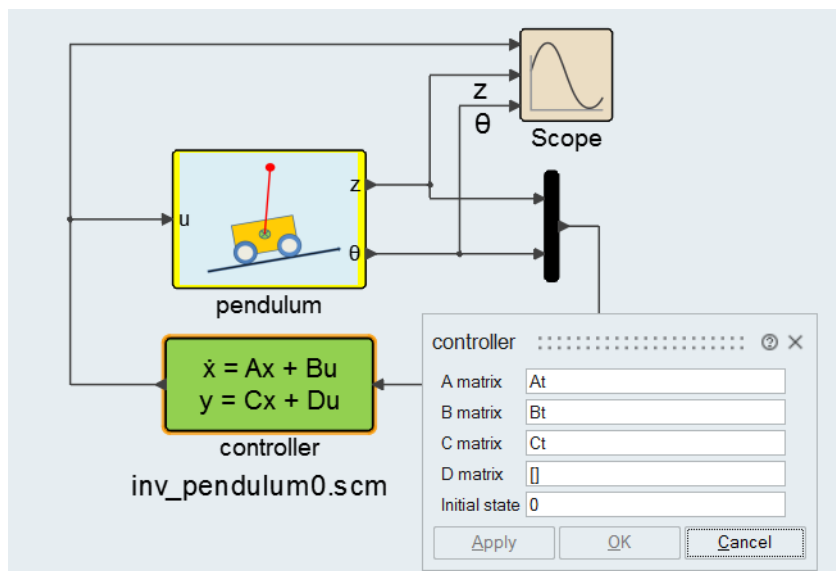 z
θ
Scope
z
u
θ
pendulum
ẋ = Ax + Bu
y = Cx + Du
controller
inv_pendulum0.scm
controller
A matrix At
B matrix Bt
C matrix Ct
D matrix []
Initial state 0
Apply OK Cancel